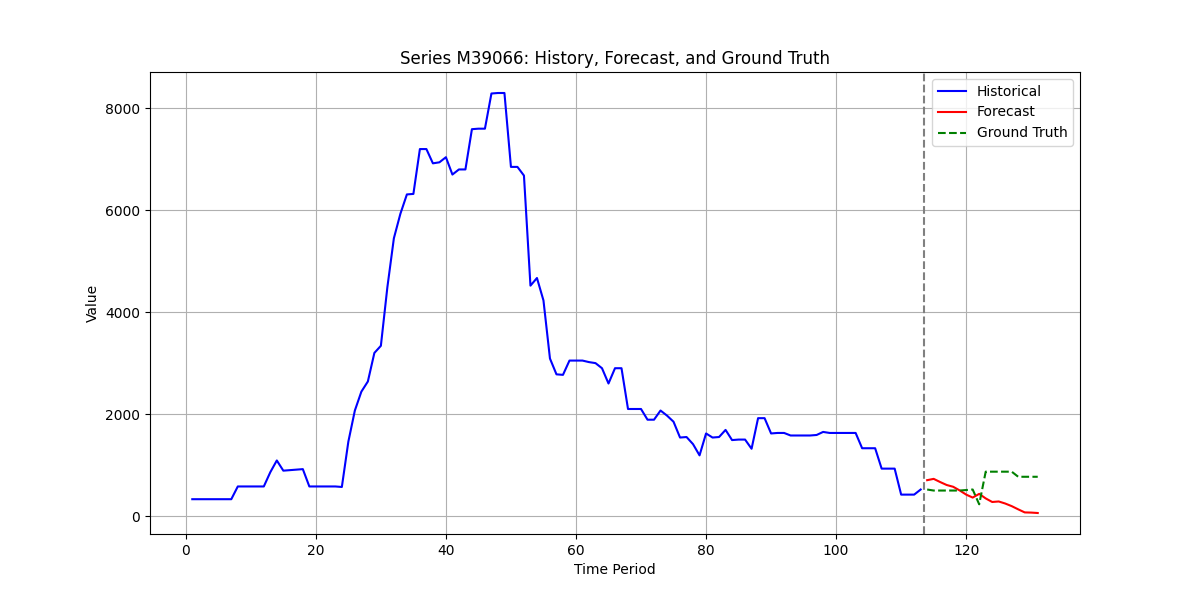 Series M39066: History, Forecast, and Ground Truth
Historical
Forecast
Ground Truth
Value
8000
6000
4000
2000
0
0 20 40 60 80 100 120
Time Period